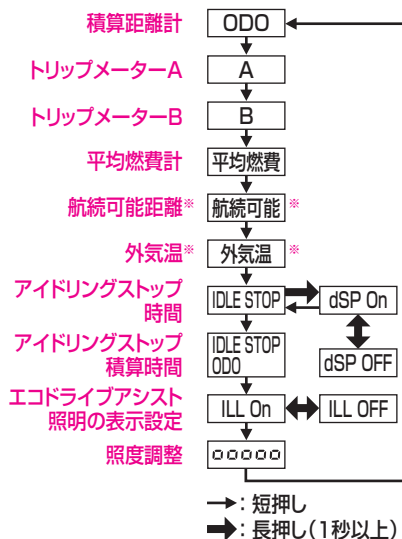 積算距離計 ODO
トリップメーターA A
トリップメーターB B
平均燃費計 平均燃費
航続可能距離※ 航続可能 ※
外気温※ 外気温 ※
アイドリングストップ
時間
IDLE STOP dSP On
アイドリングストップ
積算時間
IDLE STOP
ODO
dSP OFF
エコドライブアシスト
照明の表示設定
ILL On ILL OFF
照度調整 ooooo
→：短押し
➡：長押し(1秒以上)